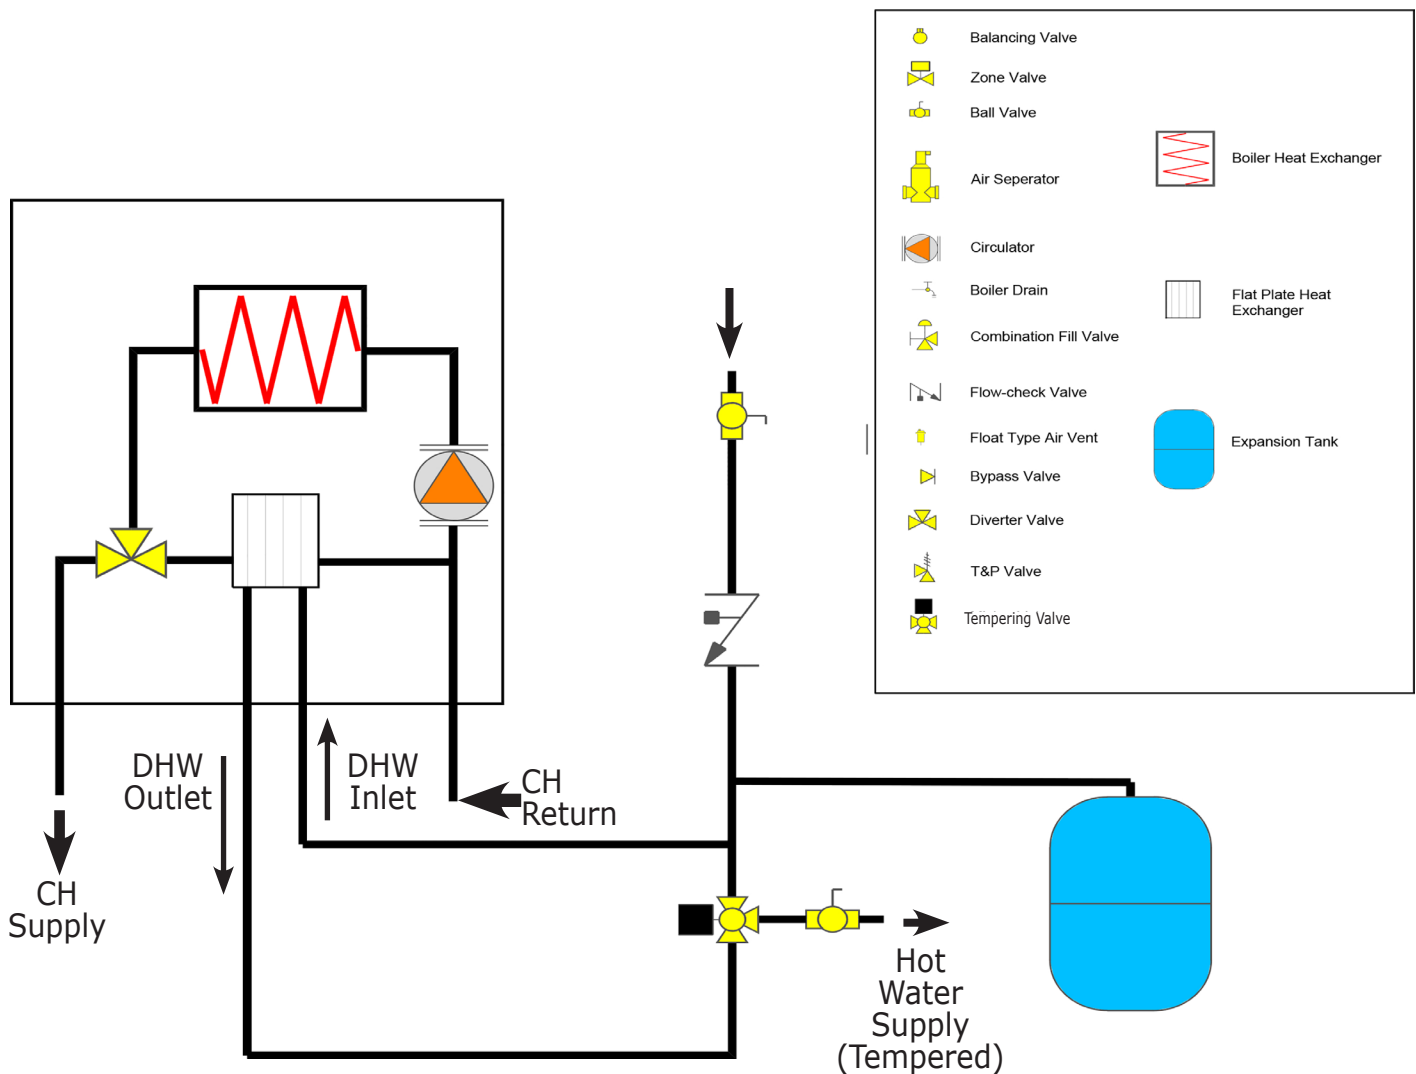 Balancing Valve
Zone Valve
Ball Valve
Air Seperator
Circulator
Boiler Drain
Combination Fill Valve
Flow-check Valve
Float Type Air Vent
Bypass Valve
Diverter Valve
T&P Valve
Tempering Valve
Boiler Heat Exchanger
Flat Plate Heat
Exchanger
Expansion Tank
DHW
Outlet
DHW
Inlet
CH
Return
CH
Supply
Hot
Water
Supply
(Tempered)